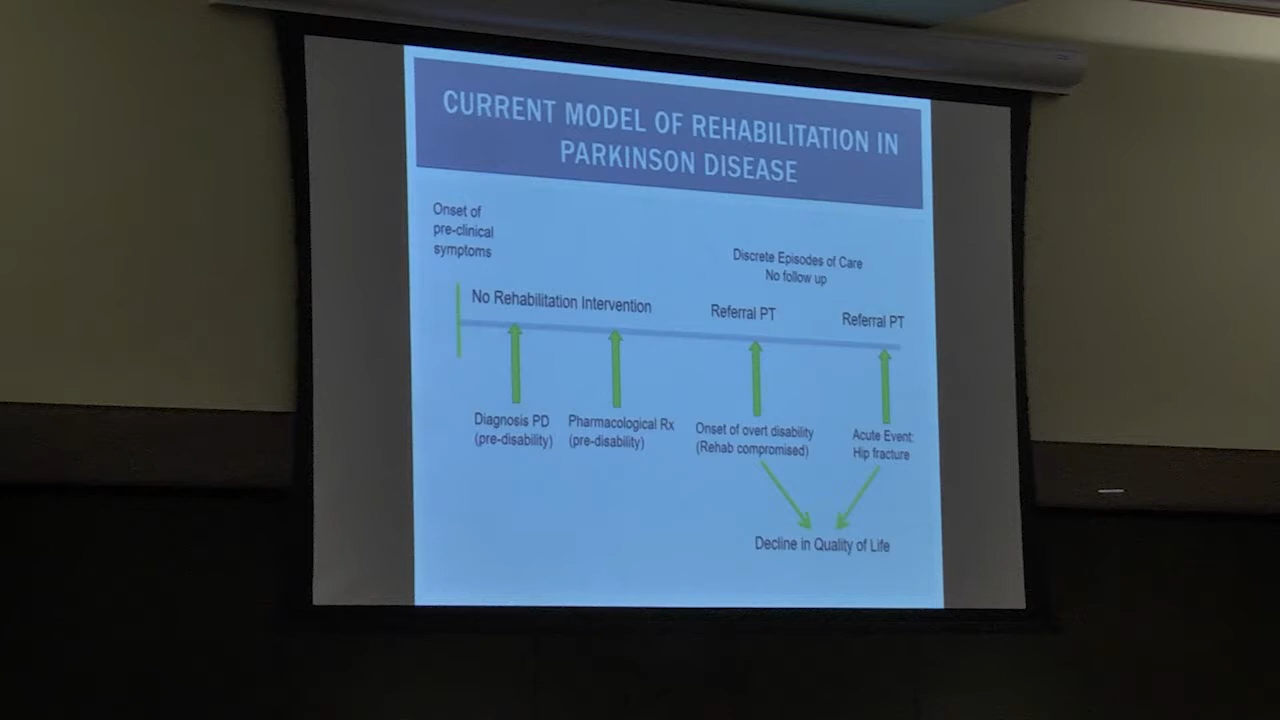 CURRENT MODEL OF REHABILITATION IN
PARKINSON DISEASE
Onset of
pre-clinical
symptoms
Discrete Episodes of Care
No follow up
No Rehabilitation Intervention
Referral PT
Referral PT
Diagnosis PD
(pre-disability)
Pharmacological Rx
(pre-disability)
Onset of overt disability
(Rehab compromised)
Acute Event:
Hip fracture
Decline in Quality of Life